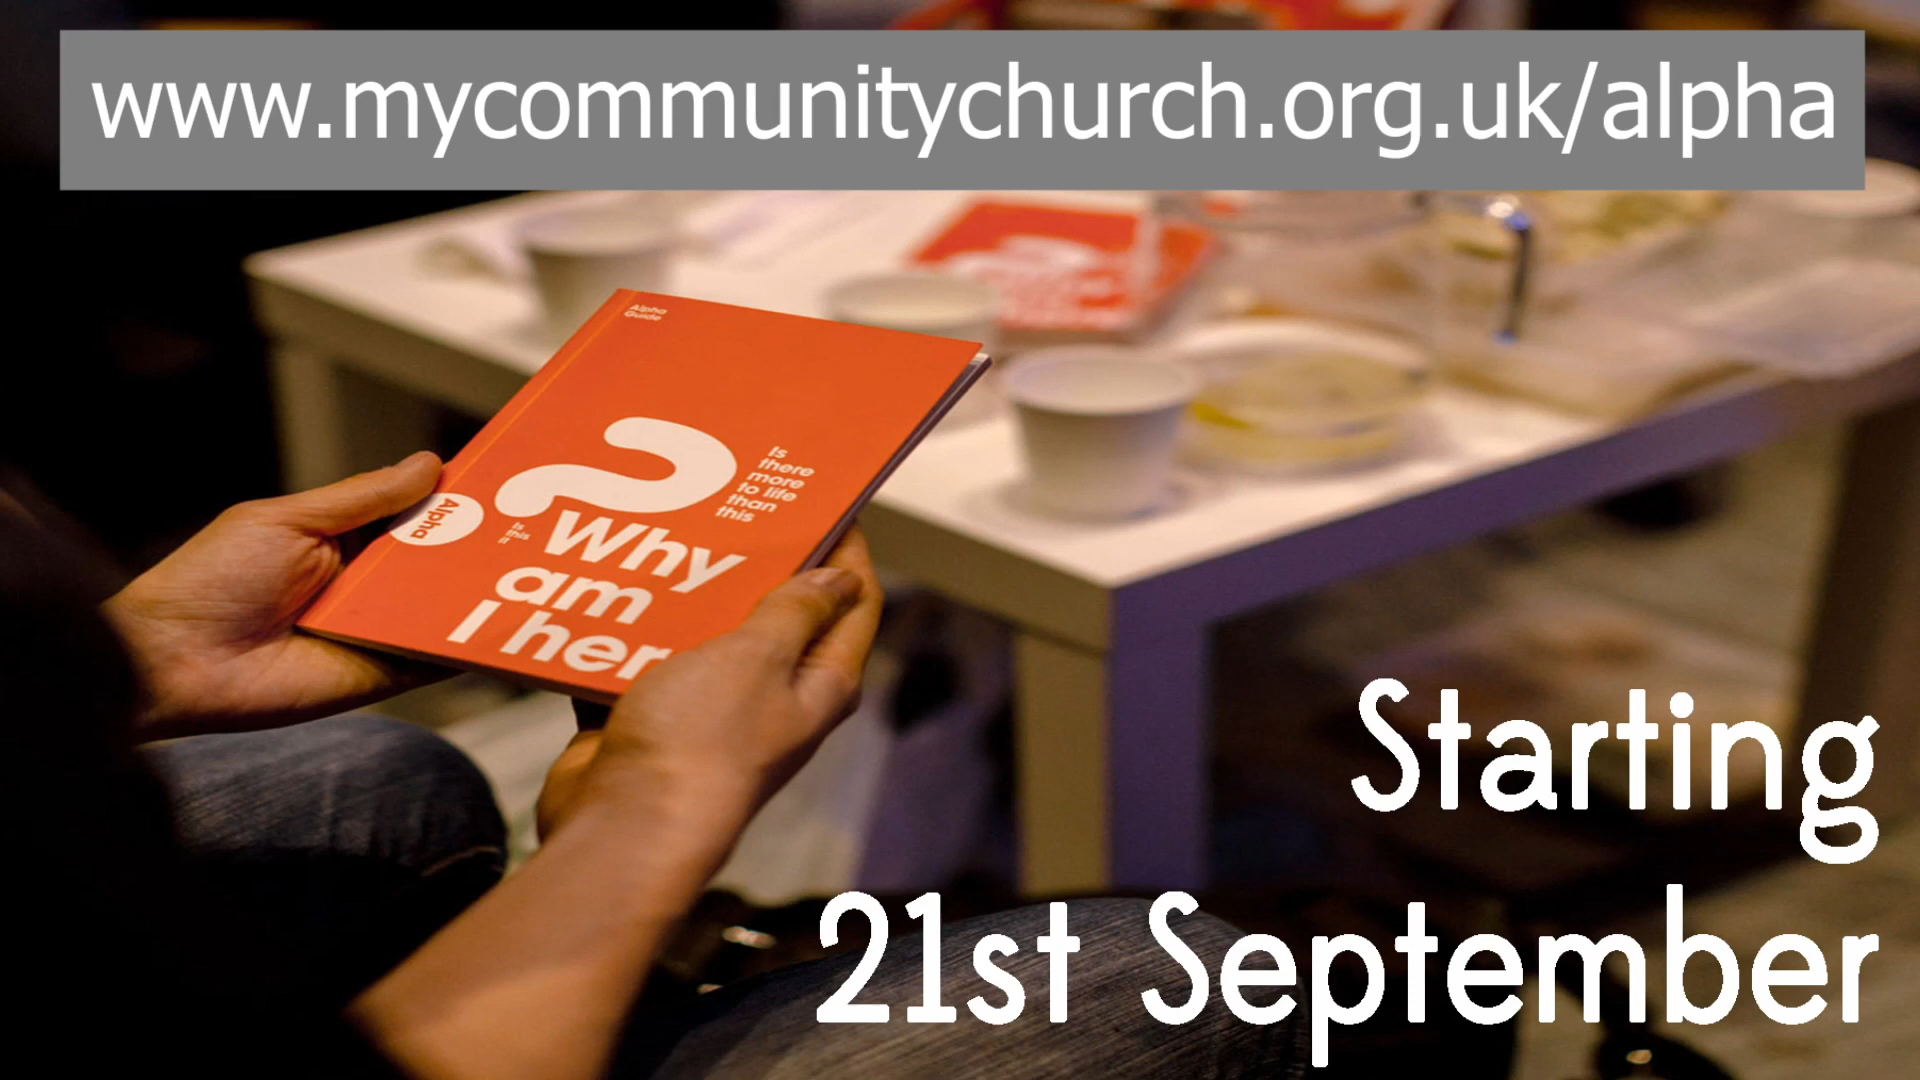 www.mycommunitychurch.org.uk/alpha
Alpha
Guide
Is
there
more
to life
than
this
Alpha
Is
this
it
Why
am
I her
Starting
21st September